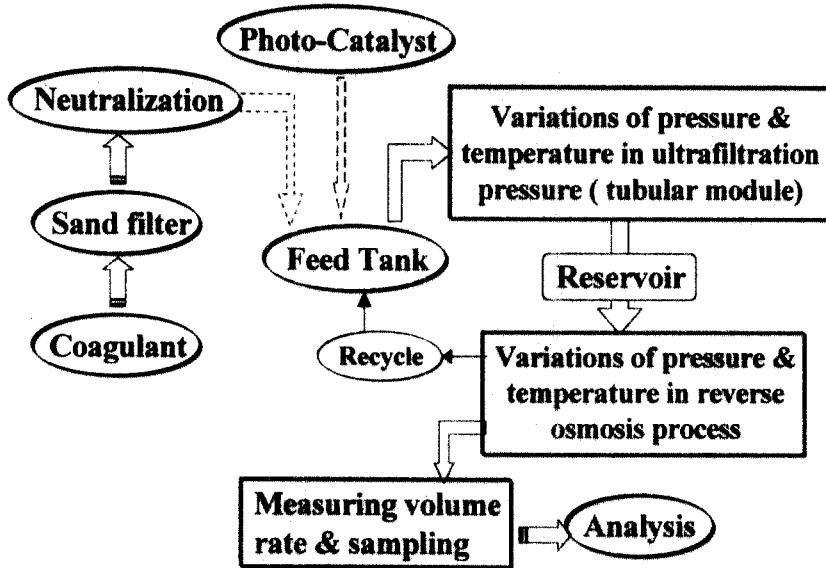 Photo-Catalyst
Neutralization
Variations of pressure &
temperature in ultrafiltration
pressure ( tubular module)
Sand filter
Feed Tank
Reservoir
Coagulant
Recycle
Variations of pressure &
temperature in reverse
osmosis process
Measuring volume
rate & sampling
Analysis